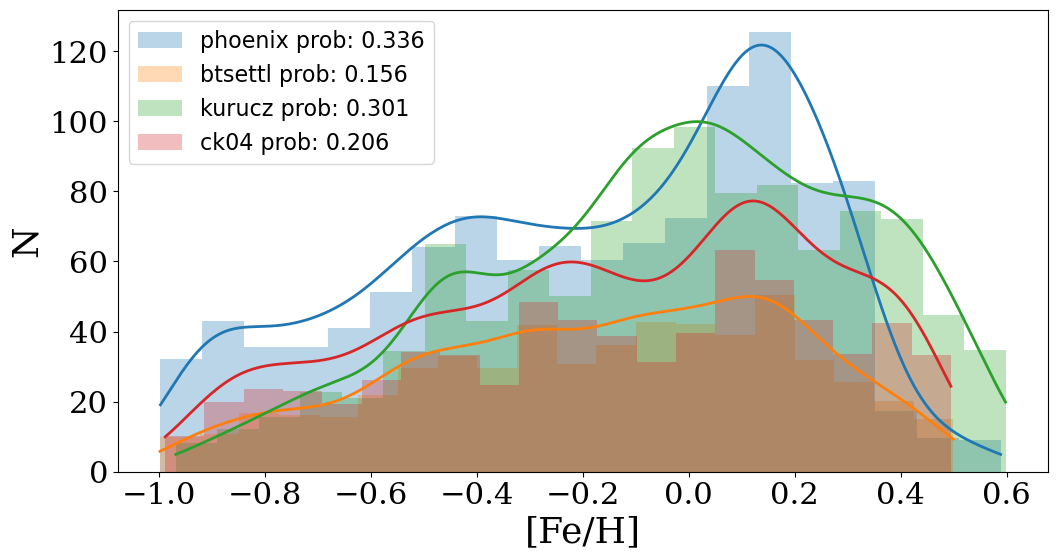 phoenix prob: 0.336
btsettl prob: 0.156
kurucz prob: 0.301
ck04 prob: 0.206
N
120
100
80
60
40
20
0
−1.0 −0.8 −0.6 −0.4 −0.2 0.0 0.2 0.4 0.6
[Fe/H]